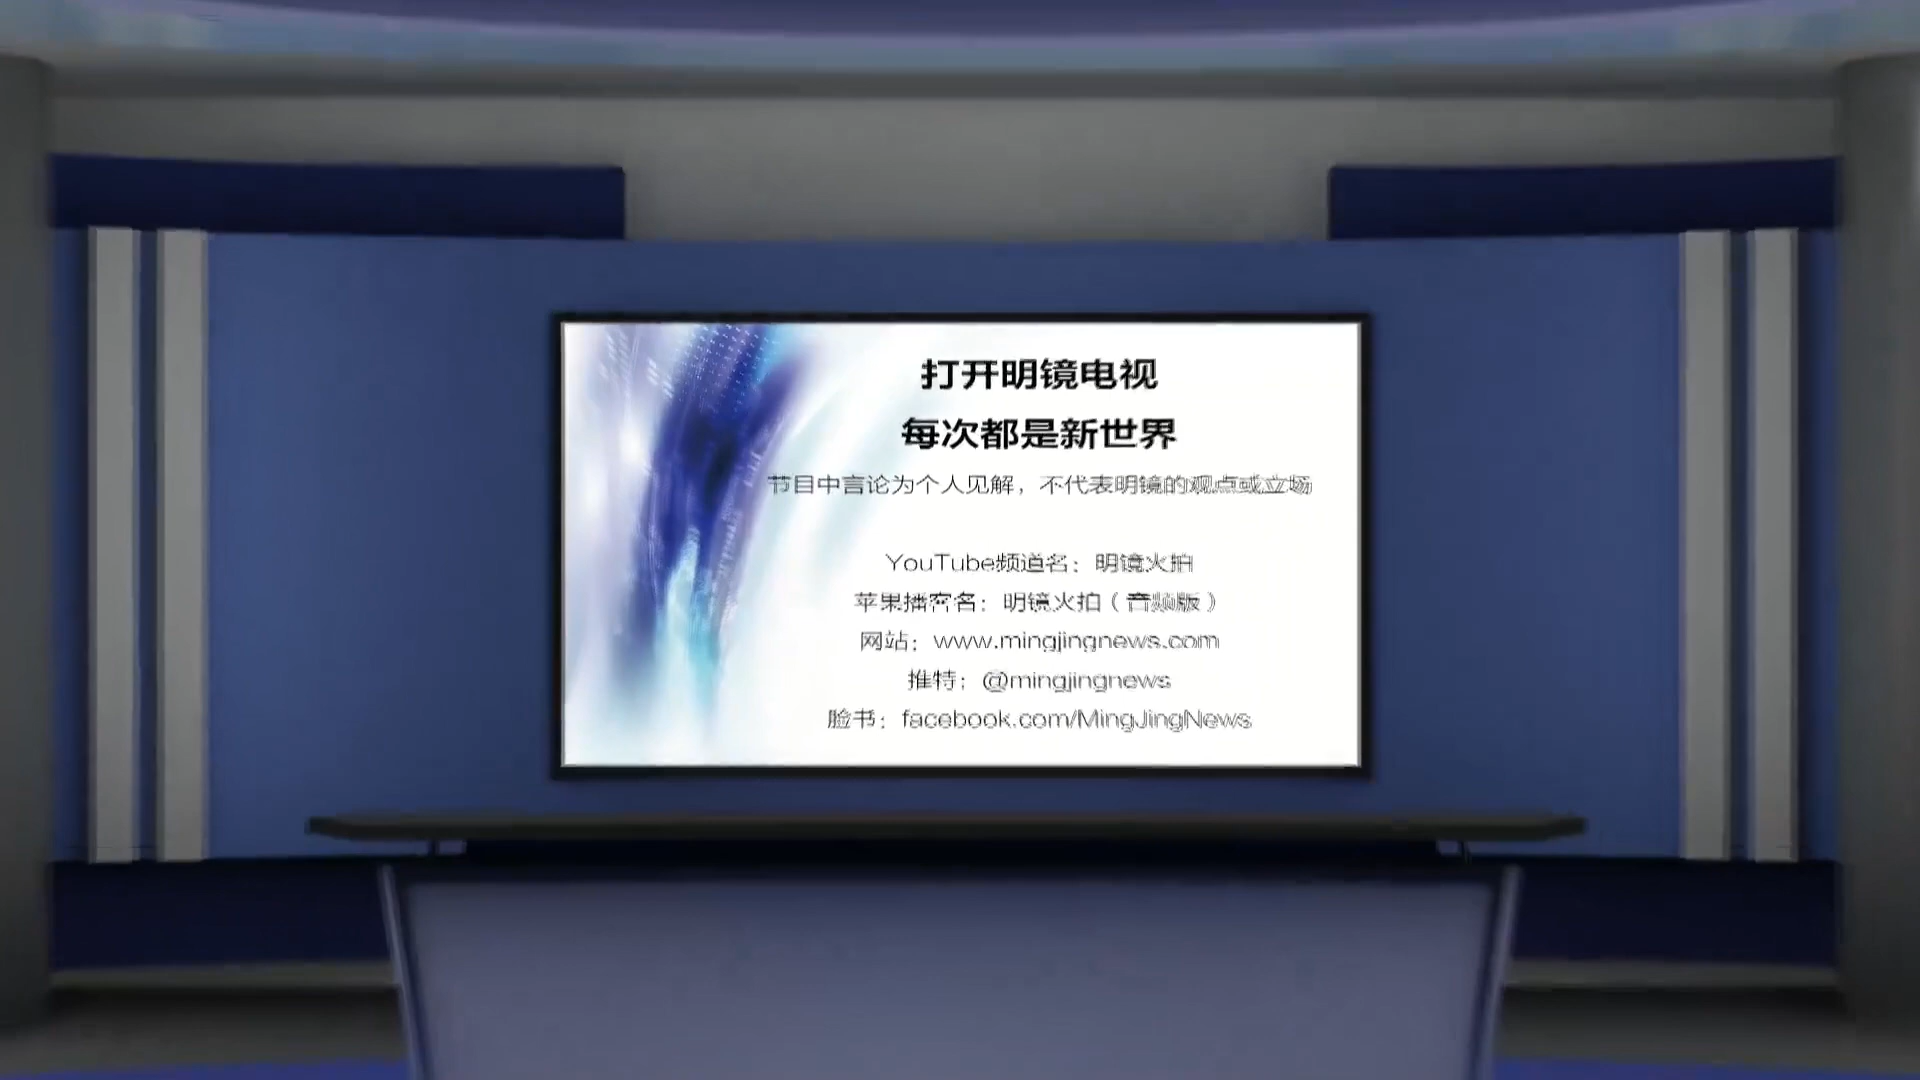 打开明镜电视
每次都是新世界
节目中言论为个人见解，不代表明镜的观点或立场
YouTube频道名：明镜火拍
苹果播客名：明镜火拍（音频版）
网站：www.mingjingnews.com
推特：@mingjingnews
脸书：facebook.com/MingJingNews